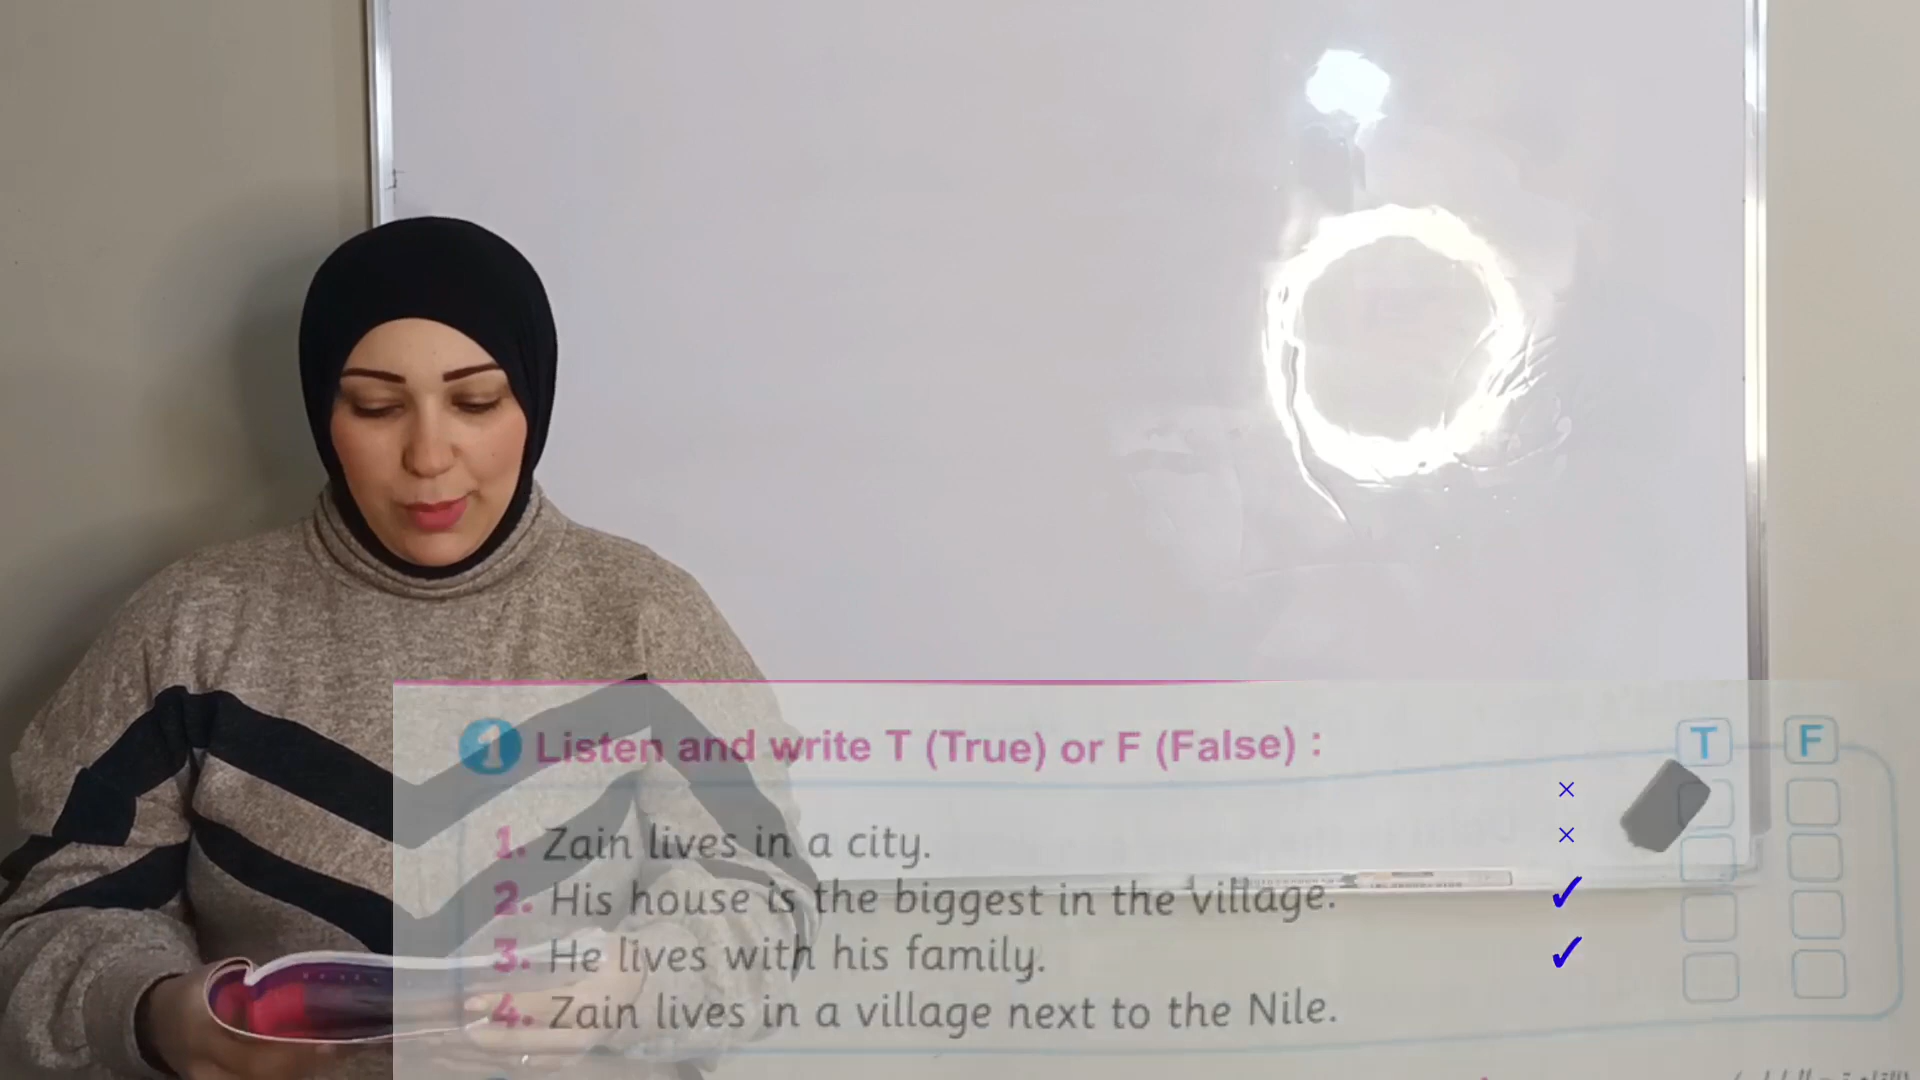 1 Listen and write T (True) or F (False) :
T F
1. Zain lives in a city. ×
2. His house is the biggest in the village. ×
3. He lives with his family. ✓
4. Zain lives in a village next to the Nile. ✓